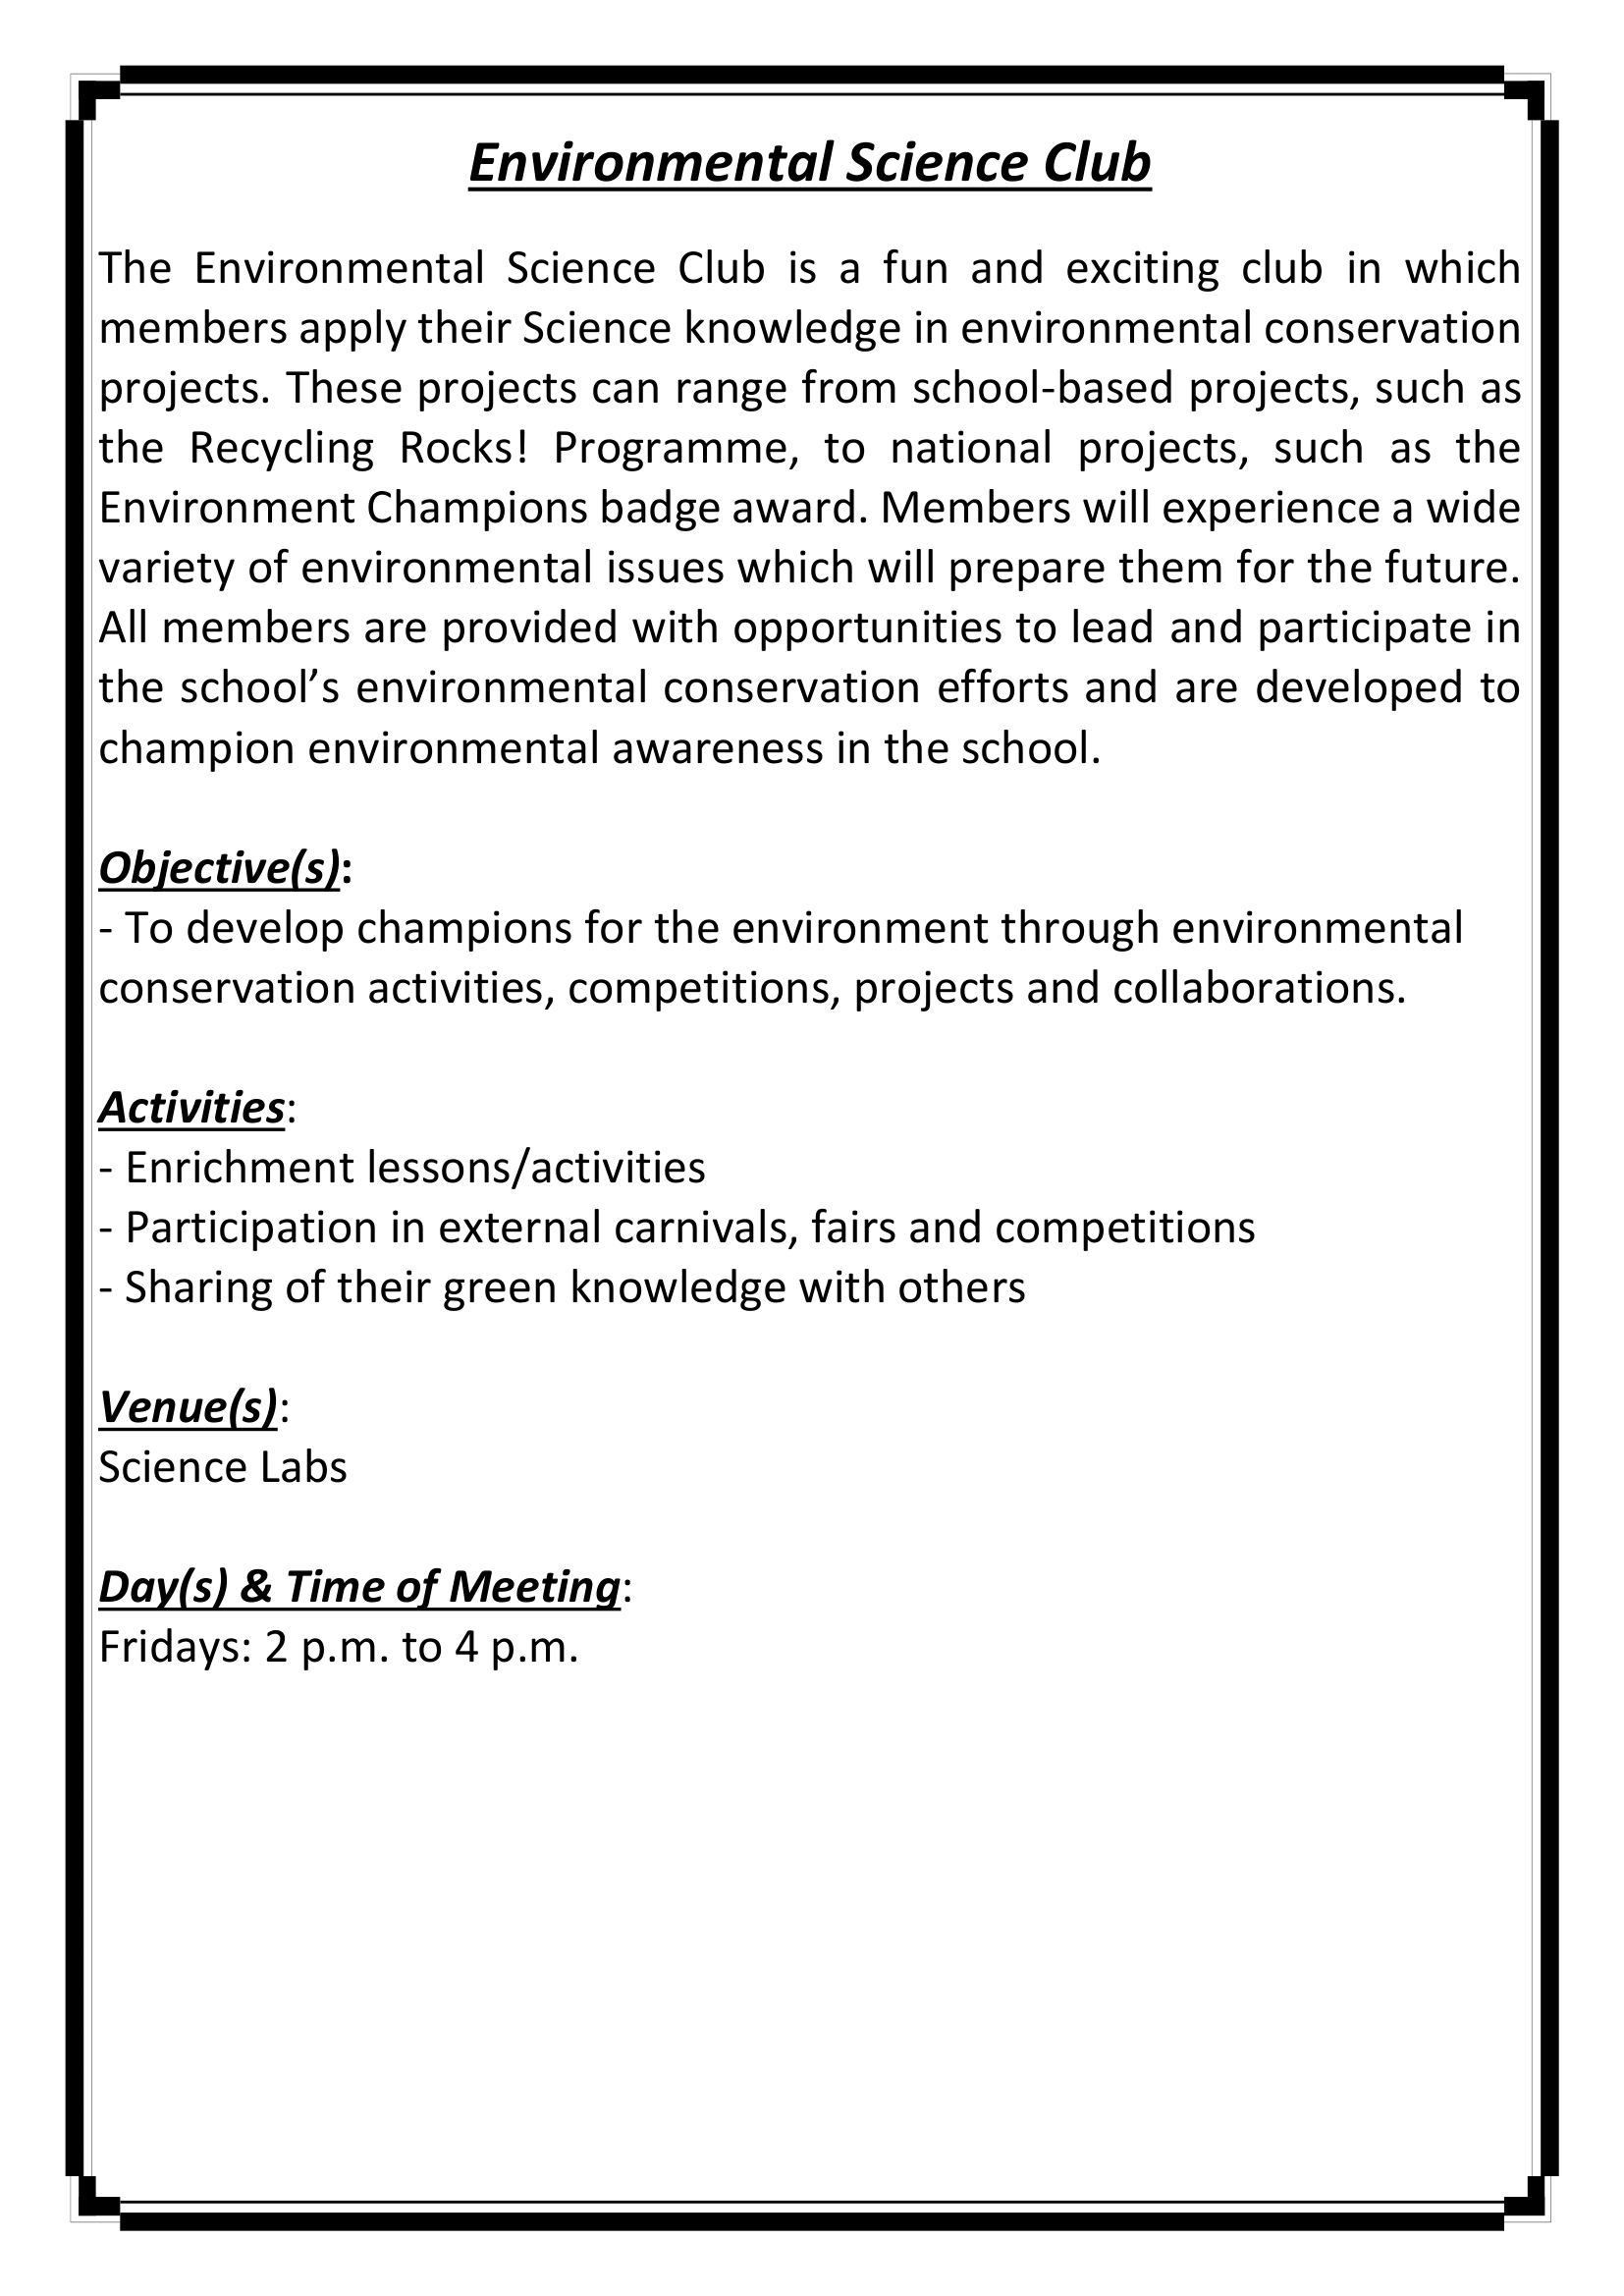 Environmental Science Club
The Environmental Science Club is a fun and exciting club in which
members apply their Science knowledge in environmental conservation
projects. These projects can range from school-based projects, such as
the Recycling Rocks! Programme, to national projects, such as the
Environment Champions badge award. Members will experience a wide
variety of environmental issues which will prepare them for the future.
All members are provided with opportunities to lead and participate in
the school’s environmental conservation efforts and are developed to
champion environmental awareness in the school.
Objective(s):
- To develop champions for the environment through environmental
conservation activities, competitions, projects and collaborations.
Activities:
- Enrichment lessons/activities
- Participation in external carnivals, fairs and competitions
- Sharing of their green knowledge with others
Venue(s):
Science Labs
Day(s) & Time of Meeting:
Fridays: 2 p.m. to 4 p.m.